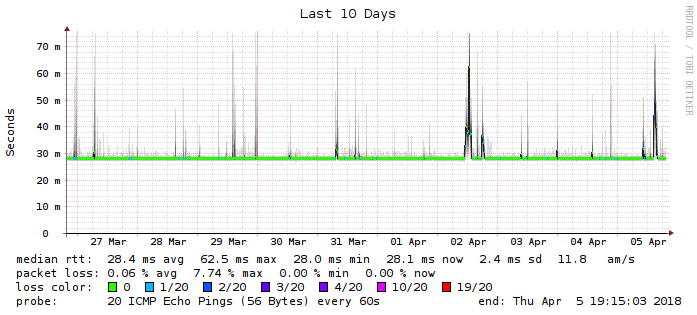 Last 10 Days
RRDTOOL / TOBI OETIKER
Seconds
70 m
60 m
50 m
40 m
30 m
20 m
10 m
0
27 Mar 28 Mar 29 Mar 30 Mar 31 Mar 01 Apr 02 Apr 03 Apr 04 Apr 05 Apr
median rtt: 28.4 ms avg 62.5 ms max 28.0 ms min 28.1 ms now 2.4 ms sd 11.8 am/s
packet loss: 0.06 % avg 7.74 % max 0.00 % min 0.00 % now
loss color: 0 1/20 2/20 3/20 4/20 10/20 19/20
probe: 20 ICMP Echo Pings (56 Bytes) every 60s end: Thu Apr 5 19:15:03 2018